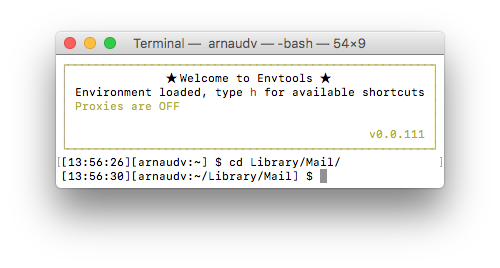 Terminal — arnaudv — -bash — 54×9
★Welcome to Envtools ★
Environment loaded, type h for available shortcuts
Proxies are OFF
v0.0.111
[[13:56:26][arnaudv:~] $ cd Library/Mail/ ]
[13:56:30][arnaudv:~/Library/Mail] $